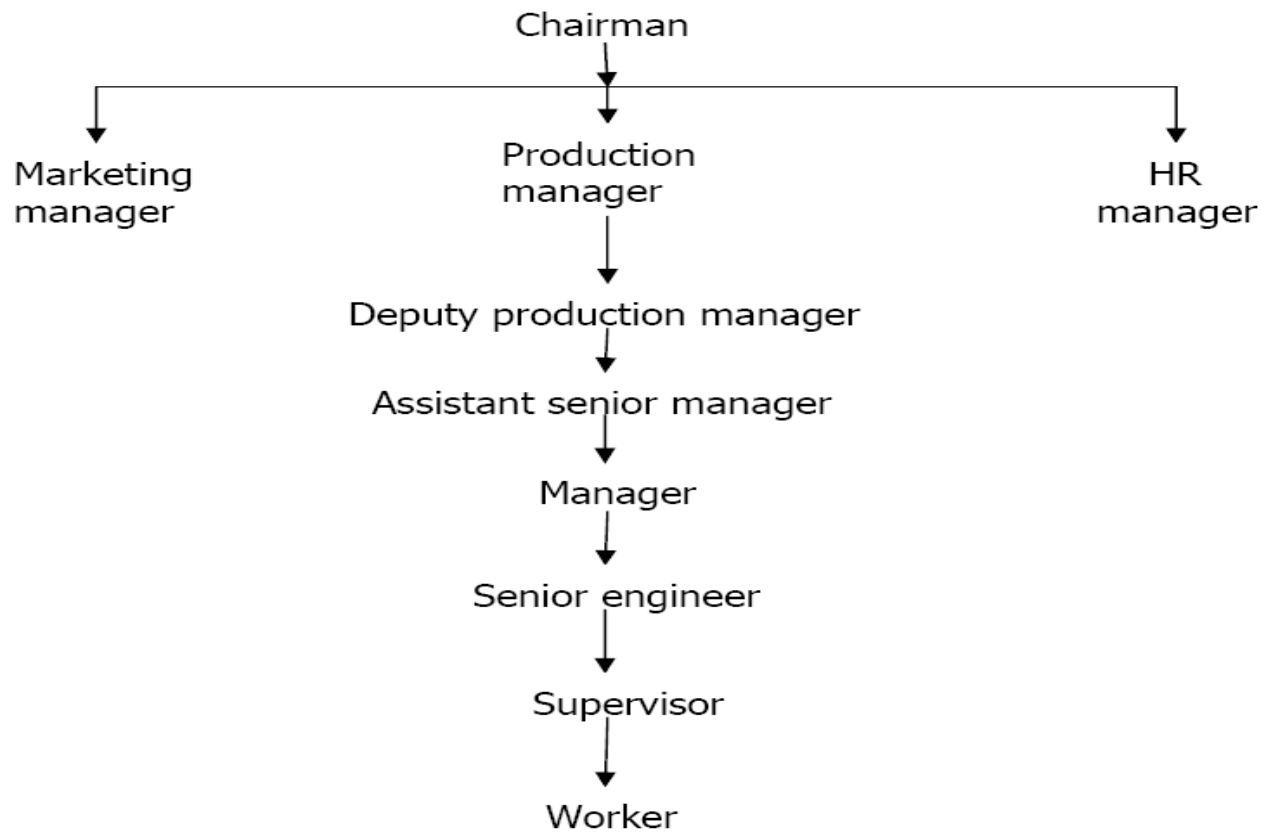 Chairman
Marketing
manager
Production
manager
HR
manager
Deputy production manager
Assistant senior manager
Manager
Senior engineer
Supervisor
Worker